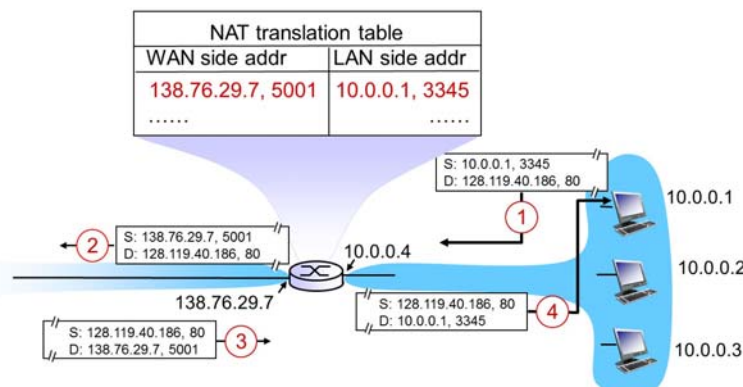 NAT translation table
WAN side addr LAN side addr
138.76.29.7, 5001 10.0.0.1, 3345
...... ......
S: 10.0.0.1, 3345
D: 128.119.40.186, 80
1
10.0.0.1
2
S: 138.76.29.7, 5001
D: 128.119.40.186, 80
10.0.0.4
10.0.0.2
138.76.29.7
S: 128.119.40.186, 80
D: 10.0.0.1, 3345
4
S: 128.119.40.186, 80
D: 138.76.29.7, 5001
3
10.0.0.3